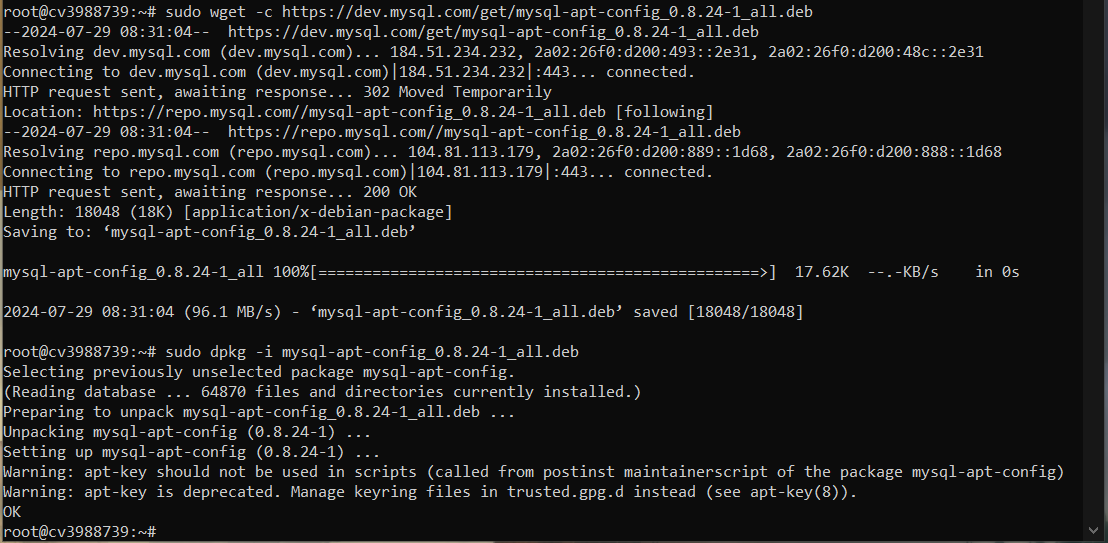 root@cv3988739:~# sudo wget -c https://dev.mysql.com/get/mysql-apt-config_0.8.24-1_all.deb
--2024-07-29 08:31:04--  https://dev.mysql.com/get/mysql-apt-config_0.8.24-1_all.deb
Resolving dev.mysql.com (dev.mysql.com)... 184.51.234.232, 2a02:26f0:d200:493::2e31, 2a02:26f0:d200:48c::2e31
Connecting to dev.mysql.com (dev.mysql.com)|184.51.234.232|:443... connected.
HTTP request sent, awaiting response... 302 Moved Temporarily
Location: https://repo.mysql.com//mysql-apt-config_0.8.24-1_all.deb [following]
--2024-07-29 08:31:04--  https://repo.mysql.com//mysql-apt-config_0.8.24-1_all.deb
Resolving repo.mysql.com (repo.mysql.com)... 104.81.113.179, 2a02:26f0:d200:889::1d68, 2a02:26f0:d200:888::1d68
Connecting to repo.mysql.com (repo.mysql.com)|104.81.113.179|:443... connected.
HTTP request sent, awaiting response... 200 OK
Length: 18048 (18K) [application/x-debian-package]
Saving to: ‘mysql-apt-config_0.8.24-1_all.deb’
mysql-apt-config_0.8.24-1_all 100%[=================================================>]  17.62K  --.-KB/s    in 0s
2024-07-29 08:31:04 (96.1 MB/s) - ‘mysql-apt-config_0.8.24-1_all.deb’ saved [18048/18048]
root@cv3988739:~# sudo dpkg -i mysql-apt-config_0.8.24-1_all.deb
Selecting previously unselected package mysql-apt-config.
(Reading database ... 64870 files and directories currently installed.)
Preparing to unpack mysql-apt-config_0.8.24-1_all.deb ...
Unpacking mysql-apt-config (0.8.24-1) ...
Setting up mysql-apt-config (0.8.24-1) ...
Warning: apt-key should not be used in scripts (called from postinst maintainerscript of the package mysql-apt-config)
Warning: apt-key is deprecated. Manage keyring files in trusted.gpg.d instead (see apt-key(8)).
OK
root@cv3988739:~#